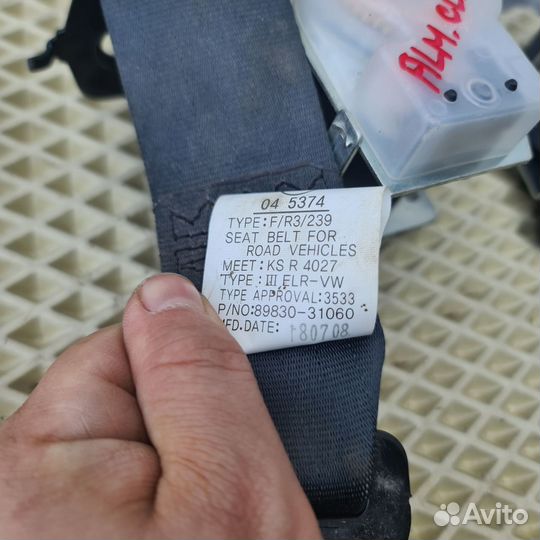 ALM.
04 5374
TYPE: F/R3/239
SEAT BELT FOR
ROAD VEHICLES
MEET: KS R 4027
TYPE : III ELR-VW
TYPE APPROVAL:3533
P/NO:89830-31060
MFD.DATE: 180708
Avito